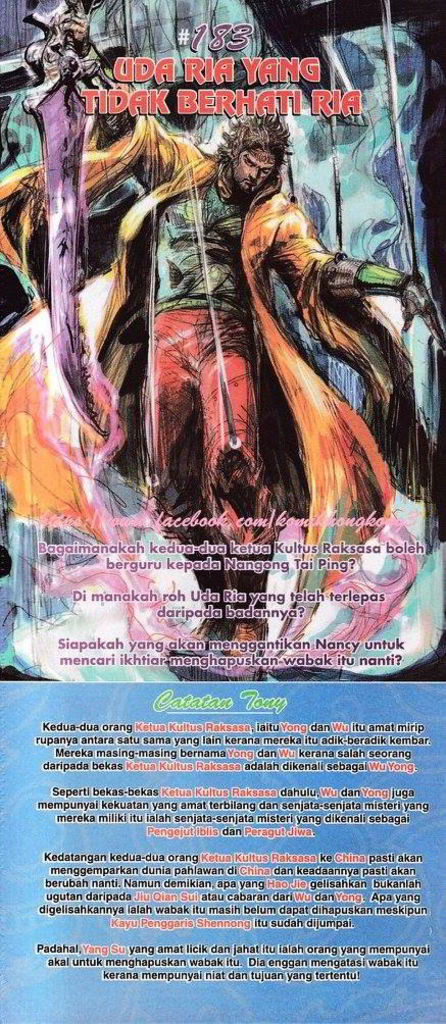 #183
UDA RIA YANG
TIDAK BERHATI RIA
https://www.facebook.com/komikhongkong2
Bagaimanakah kedua-dua ketua Kultus Raksasa boleh
berguru kepada Nangong Tai Ping?
Di manakah roh Uda Ria yang telah terlepas
daripada badannya?
Siapakah yang akan menggantikan Nancy untuk
mencari ikhtiar menghapuskan wabak itu nanti?
Catatan Tony
Kedua-dua orang Ketua Kultus Raksasa, iaitu Yong dan Wu itu amat mirip
rupanya antara satu sama yang lain kerana mereka itu adik-beradik kembar.
Mereka masing-masing bernama Yong dan Wu kerana salah seorang
daripada bekas Ketua Kultus Raksasa adalah dikenali sebagai Wu Yong.
Seperti bekas-bekas Ketua Kultus Raksasa dahulu, Wu dan Yong juga
mempunyai kekuatan yang amat terbilang dan senjata-senjata misteri yang
mereka miliki itu ialah senjata-senjata misteri yang dikenali sebagai
Pengejut Iblis dan Peragut Jiwa.
Kedatangan kedua-dua orang Ketua Kultus Raksasa ke China pasti akan
menggemparkan dunia pahlawan di China dan keadaannya pasti akan
berubah nanti. Namun demikian, apa yang Hao Jie gelisahkan bukanlah
ugutan daripada Jiu Qian Sui atau cabaran dari Wu dan Yong. Apa yang
digelisahkannya ialah wabak itu masih belum dapat dihapuskan meskipun
Kayu Penggaris Shennong itu sudah dijumpai.
Padahal, Yang Su yang amat licik dan jahat itu ialah orang yang mempunyai
akal untuk menghapuskan wabak itu. Dia enggan mengatasi wabak itu
kerana mempunyai niat dan tujuan yang tertentu!